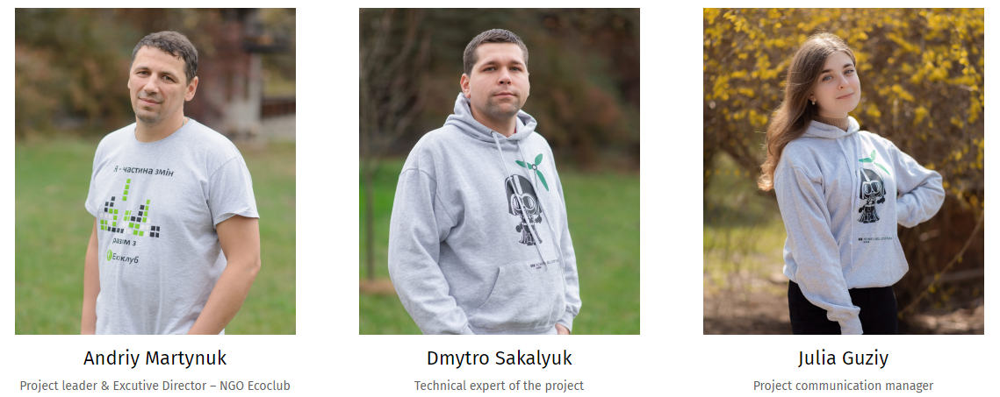 Я - частина змін
разом з
Екоклуб
Andriy Martynuk
Dmytro Sakalyuk
Julia Guziy
Project leader & Excutive Director – NGO Ecoclub
Technical expert of the project
Project communication manager